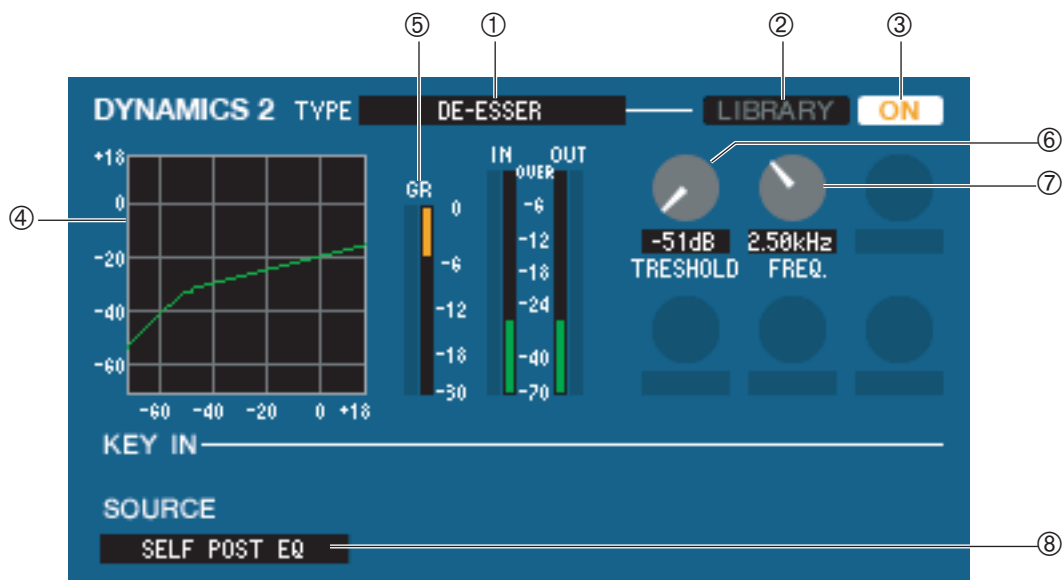 ⑤ ① ② ③
DYNAMICS 2 TYPE DE-ESSER LIBRARY ON
④
+18
0
-20
-40
-60
-60 -40 -20 0 +18
⑤
GR
0
-6
-12
-18
-30
IN OUT
OVER
-6
-12
-18
-24
-40
-70
⑥
⑦
-51dB 2.50kHz
TRESHOLD FREQ.
KEY IN
SOURCE
SELF POST EQ
⑧